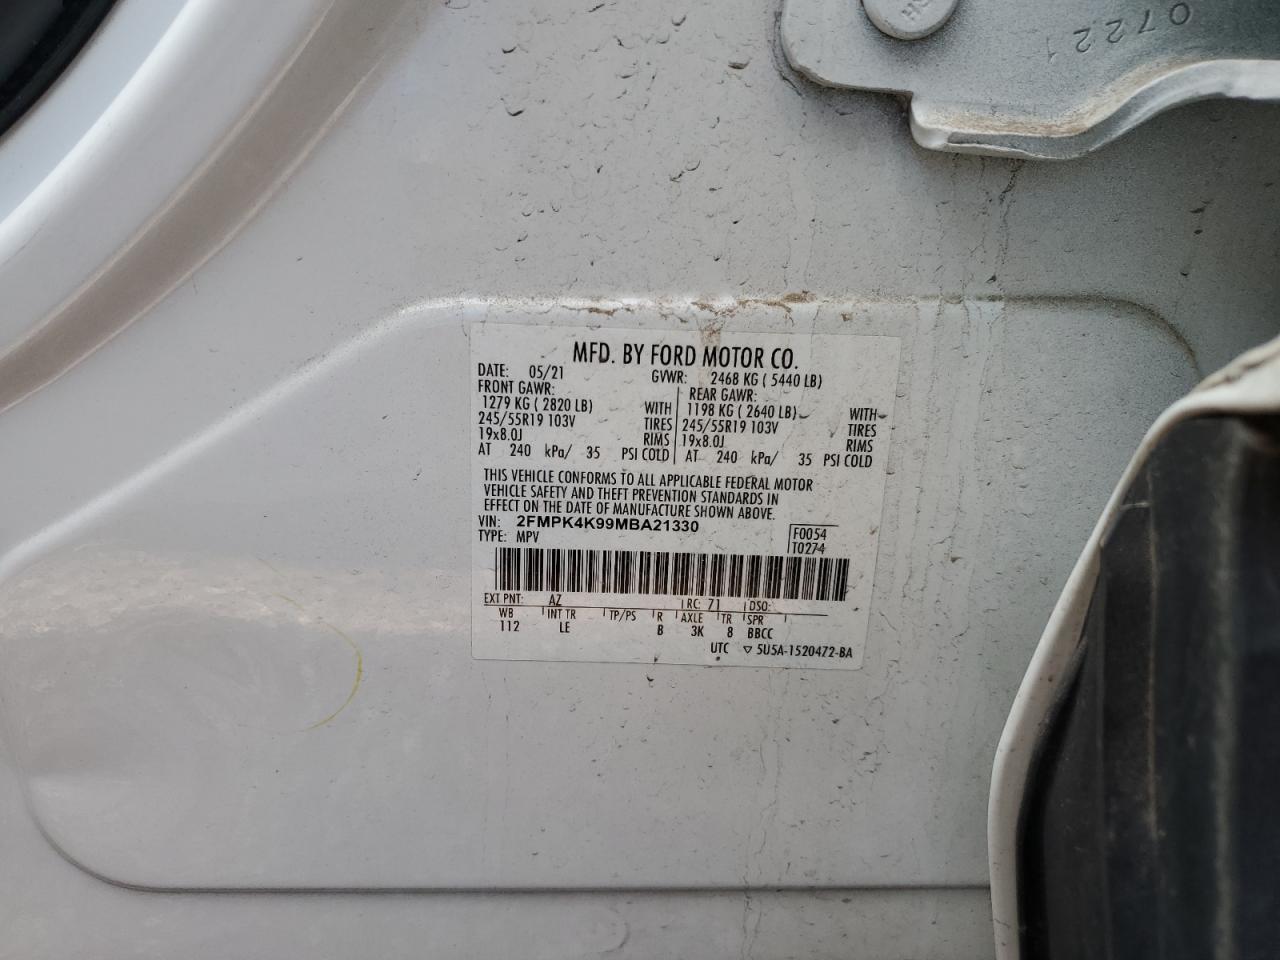 07221
MFD. BY FORD MOTOR CO.
DATE: 05/21 GVWR: 2468 KG ( 5440 LB)
FRONT GAWR: REAR GAWR:
1279 KG ( 2820 LB) WITH 1198 KG ( 2640 LB) WITH
245/55R19 103V TIRES 245/55R19 103V TIRES
19x8.0J RIMS 19x8.0J RIMS
AT 240 kPa/ 35 PSI COLD AT 240 kPa/ 35 PSI COLD
THIS VEHICLE CONFORMS TO ALL APPLICABLE FEDERAL MOTOR
VEHICLE SAFETY AND THEFT PREVENTION STANDARDS IN
EFFECT ON THE DATE OF MANUFACTURE SHOWN ABOVE.
VIN: 2FMPK4K99MBA21330 F0054
TYPE: MPV T0274
EXT PNT: AZ RC: 71 DSO:
WB INT TR TP/PS R AXLE TR SPR
112 LE B 3K 8 BBCC
UTC ▽ 5U5A-1520472-BA